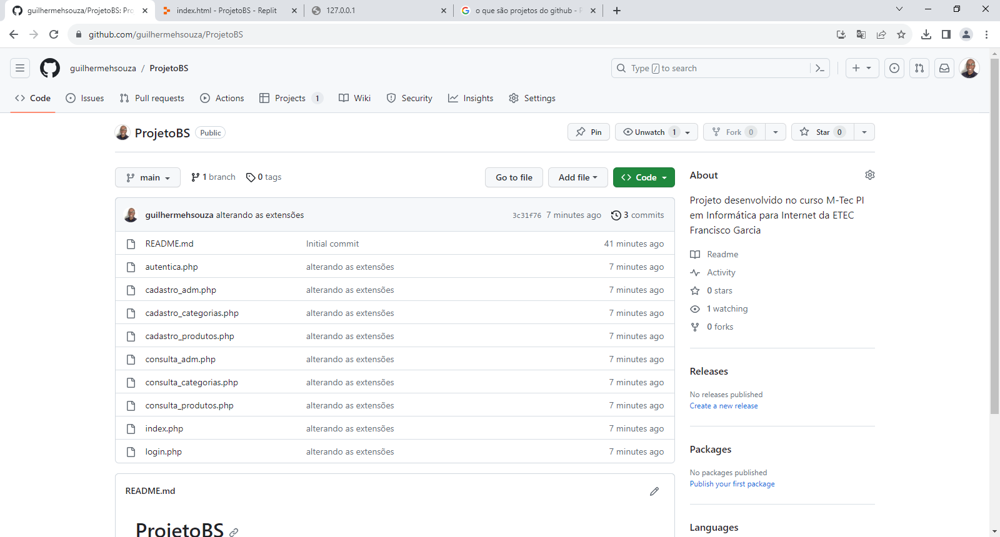 guilhermehsouza/ProjetoBS: Pro
index.html - ProjetoBS - Replit
127.0.0.1
o que são projetos do github - P
github.com/guilhermehsouza/ProjetoBS
guilhermehsouza / ProjetoBS
Type / to search
Code
Issues
Pull requests
Actions
Projects 1
Wiki
Security
Insights
Settings
ProjetoBS Public
Pin
Unwatch 1
Fork 0
Star 0
main
1 branch
0 tags
Go to file
Add file
Code
guilhermehsouza alterando as extensões
3c31f76 7 minutes ago
3 commits
README.md Initial commit 41 minutes ago
autentica.php alterando as extensões 7 minutes ago
cadastro_adm.php alterando as extensões 7 minutes ago
cadastro_categorias.php alterando as extensões 7 minutes ago
cadastro_produtos.php alterando as extensões 7 minutes ago
consulta_adm.php alterando as extensões 7 minutes ago
consulta_categorias.php alterando as extensões 7 minutes ago
consulta_produtos.php alterando as extensões 7 minutes ago
index.php alterando as extensões 7 minutes ago
login.php alterando as extensões 7 minutes ago
README.md
ProjetoBS
About
Projeto desenvolvido no curso M-Tec PI
em Informática para Internet da ETEC
Francisco Garcia
Readme
Activity
0 stars
1 watching
0 forks
Releases
No releases published
Create a new release
Packages
No packages published
Publish your first package
Languages